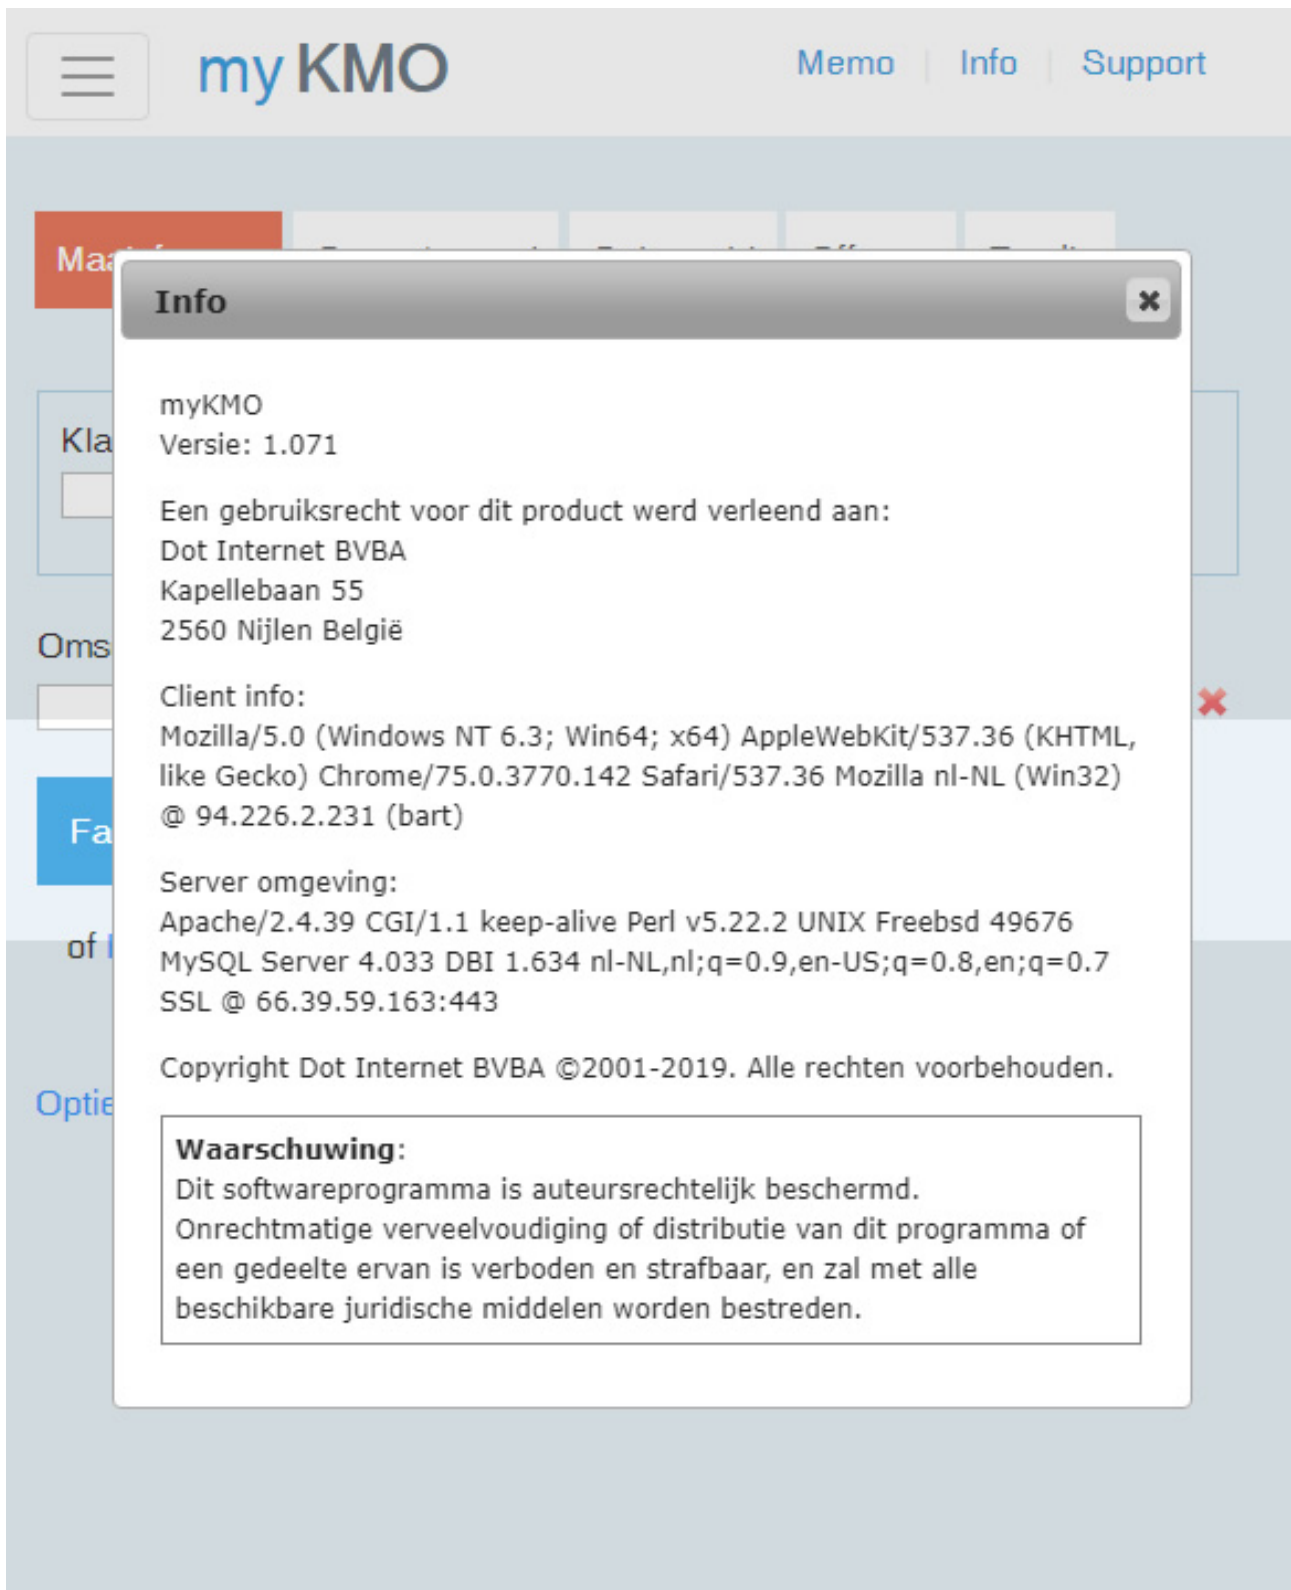 my KMO
Memo | Info | Support
Info
myKMO
Versie: 1.071
Een gebruiksrecht voor dit product werd verleend aan:
Dot Internet BVBA
Kapellebaan 55
2560 Nijlen België
Client info:
Mozilla/5.0 (Windows NT 6.3; Win64; x64) AppleWebKit/537.36 (KHTML,
like Gecko) Chrome/75.0.3770.142 Safari/537.36 Mozilla nl-NL (Win32)
@ 94.226.2.231 (bart)
Server omgeving:
Apache/2.4.39 CGI/1.1 keep-alive Perl v5.22.2 UNIX Freebsd 49676
MySQL Server 4.033 DBI 1.634 nl-NL,nl;q=0.9,en-US;q=0.8,en;q=0.7
SSL @ 66.39.59.163:443
of
Copyright Dot Internet BVBA ©2001-2019. Alle rechten voorbehouden.
Waarschuwing:
Dit softwareprogramma is auteursrechtelijk beschermd.
Onrechtmatige verveelvoudiging of distributie van dit programma of
een gedeelte ervan is verboden en strafbaar, en zal met alle
beschikbare juridische middelen worden bestreden.